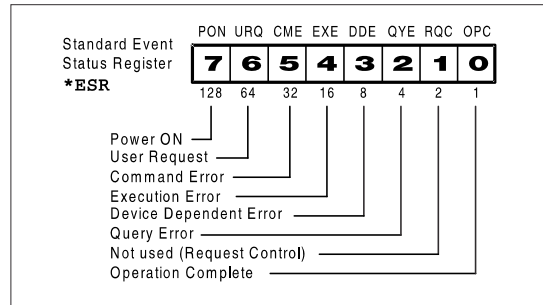 PON URQ CME EXE DDE QYE RQC OPC
Standard Event
Status Register
*ESR
7 6 5 4 3 2 1 0
128 64 32 16 8 4 2 1
Power ON
User Request
Command Error
Execution Error
Device Dependent Error
Query Error
Not used (Request Control)
Operation Complete